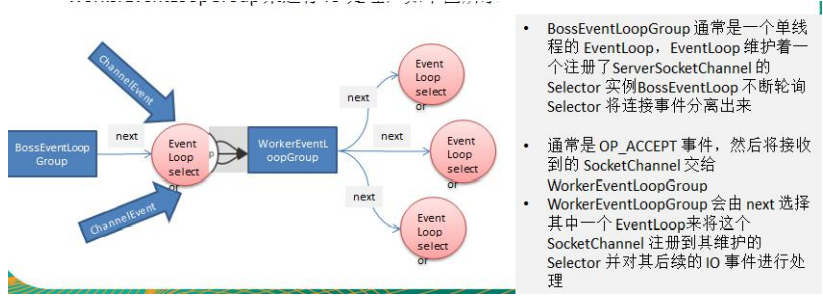 ChannelEvent
BossEventLoop
Group
next
Event
Loop
select
or
ChannelEvent
WorkerEventL
oopGroup
next
Event
Loop
select
or
next
Event
Loop
select
or
next
Event
Loop
select
or
• BossEventLoopGroup 通常是一个单线
程的 EventLoop，EventLoop 维护着一
个注册了ServerSocketChannel 的
Selector 实例BossEventLoop 不断轮询
Selector 将连接事件分离出来
• 通常是 OP_ACCEPT 事件，然后将接收
到的 SocketChannel 交给
WorkerEventLoopGroup
• WorkerEventLoopGroup 会由 next 选择
其中一个 EventLoop来将这个
SocketChannel 注册到其维护的
Selector 并对其后续的 IO 事件进行处
理